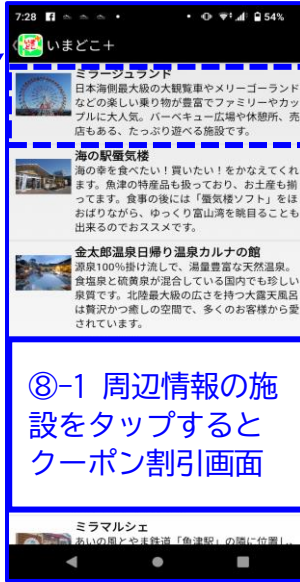 7:28 54%
いまどこ+
ミラージュランド
日本海側最大級の大観覧車やメリーゴーランド
などの楽しい乗り物が豊富でファミリーやカッ
プルに大人気。バーベキュー広場や休憩所、売
店もある、たっぷり遊べる施設です。
海の駅蜃気楼
海の幸を食べたい！買いたい！をかなえてくれ
ます。魚津の特産品も扱っており、お土産も揃
ってます。食事の後には「蜃気楼ソフト」をほ
おばりながら、ゆっくり富山湾を眺目ることも
出来るのでおススメです。
金太郎温泉日帰り温泉カルナの館
源泉100%掛け流しで、湯量豊富な天然温泉。
食塩泉と硫黄泉が混合している国内でも珍しい
泉質です。北陸最大級の広さを持つ大露天風呂
は贅沢かつ癒しの空間で、多くのお客様から愛
されています。
⑧-1 周辺情報の施
設をタップすると
クーポン割引画面
ミラマルシェ
あいの風とやま鉄道「魚津駅」の隣に位置し、